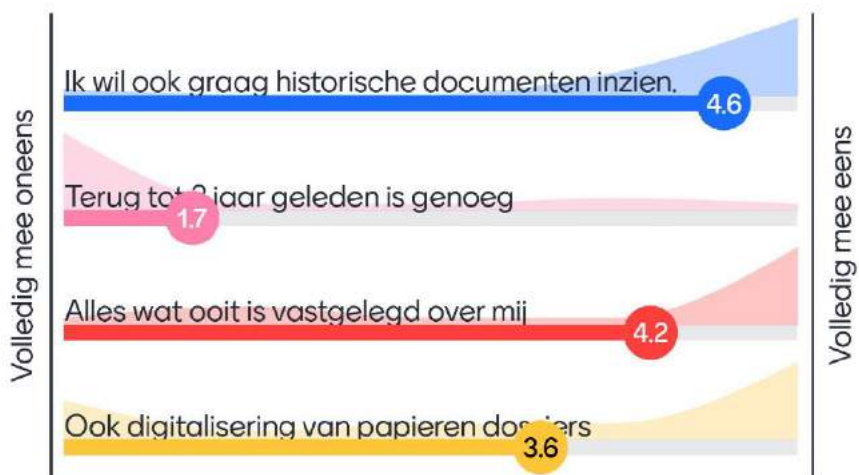 Volledig mee oneens
Ik wil ook graag historische documenten inzien.
4.6
Terug tot 2 jaar geleden is genoeg
1.7
Alles wat ooit is vastgelegd over mij
4.2
Ook digitalisering van papieren dossiers
3.6
Volledig mee eens